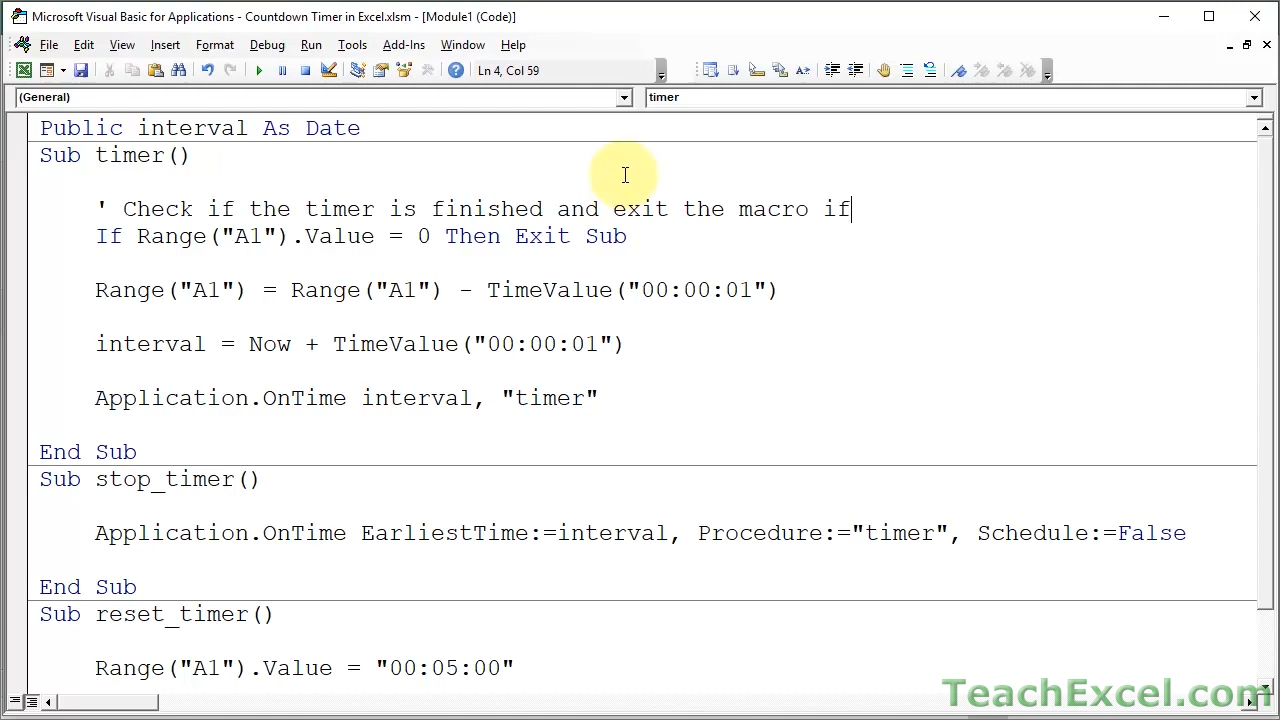 Microsoft Visual Basic for Applications - Countdown Timer in Excel.xlsm - [Module1 (Code)]
File Edit View Insert Format Debug Run Tools Add-Ins Window Help
Ln 4, Col 59
(General) timer
Public interval As Date
Sub timer()
' Check if the timer is finished and exit the macro if
If Range("A1").Value = 0 Then Exit Sub
Range("A1") = Range("A1") - TimeValue("00:00:01")
interval = Now + TimeValue("00:00:01")
Application.OnTime interval, "timer"
End Sub
Sub stop_timer()
Application.OnTime EarliestTime:=interval, Procedure:="timer", Schedule:=False
End Sub
Sub reset_timer()
Range("A1").Value = "00:05:00"
TeachExcel.com